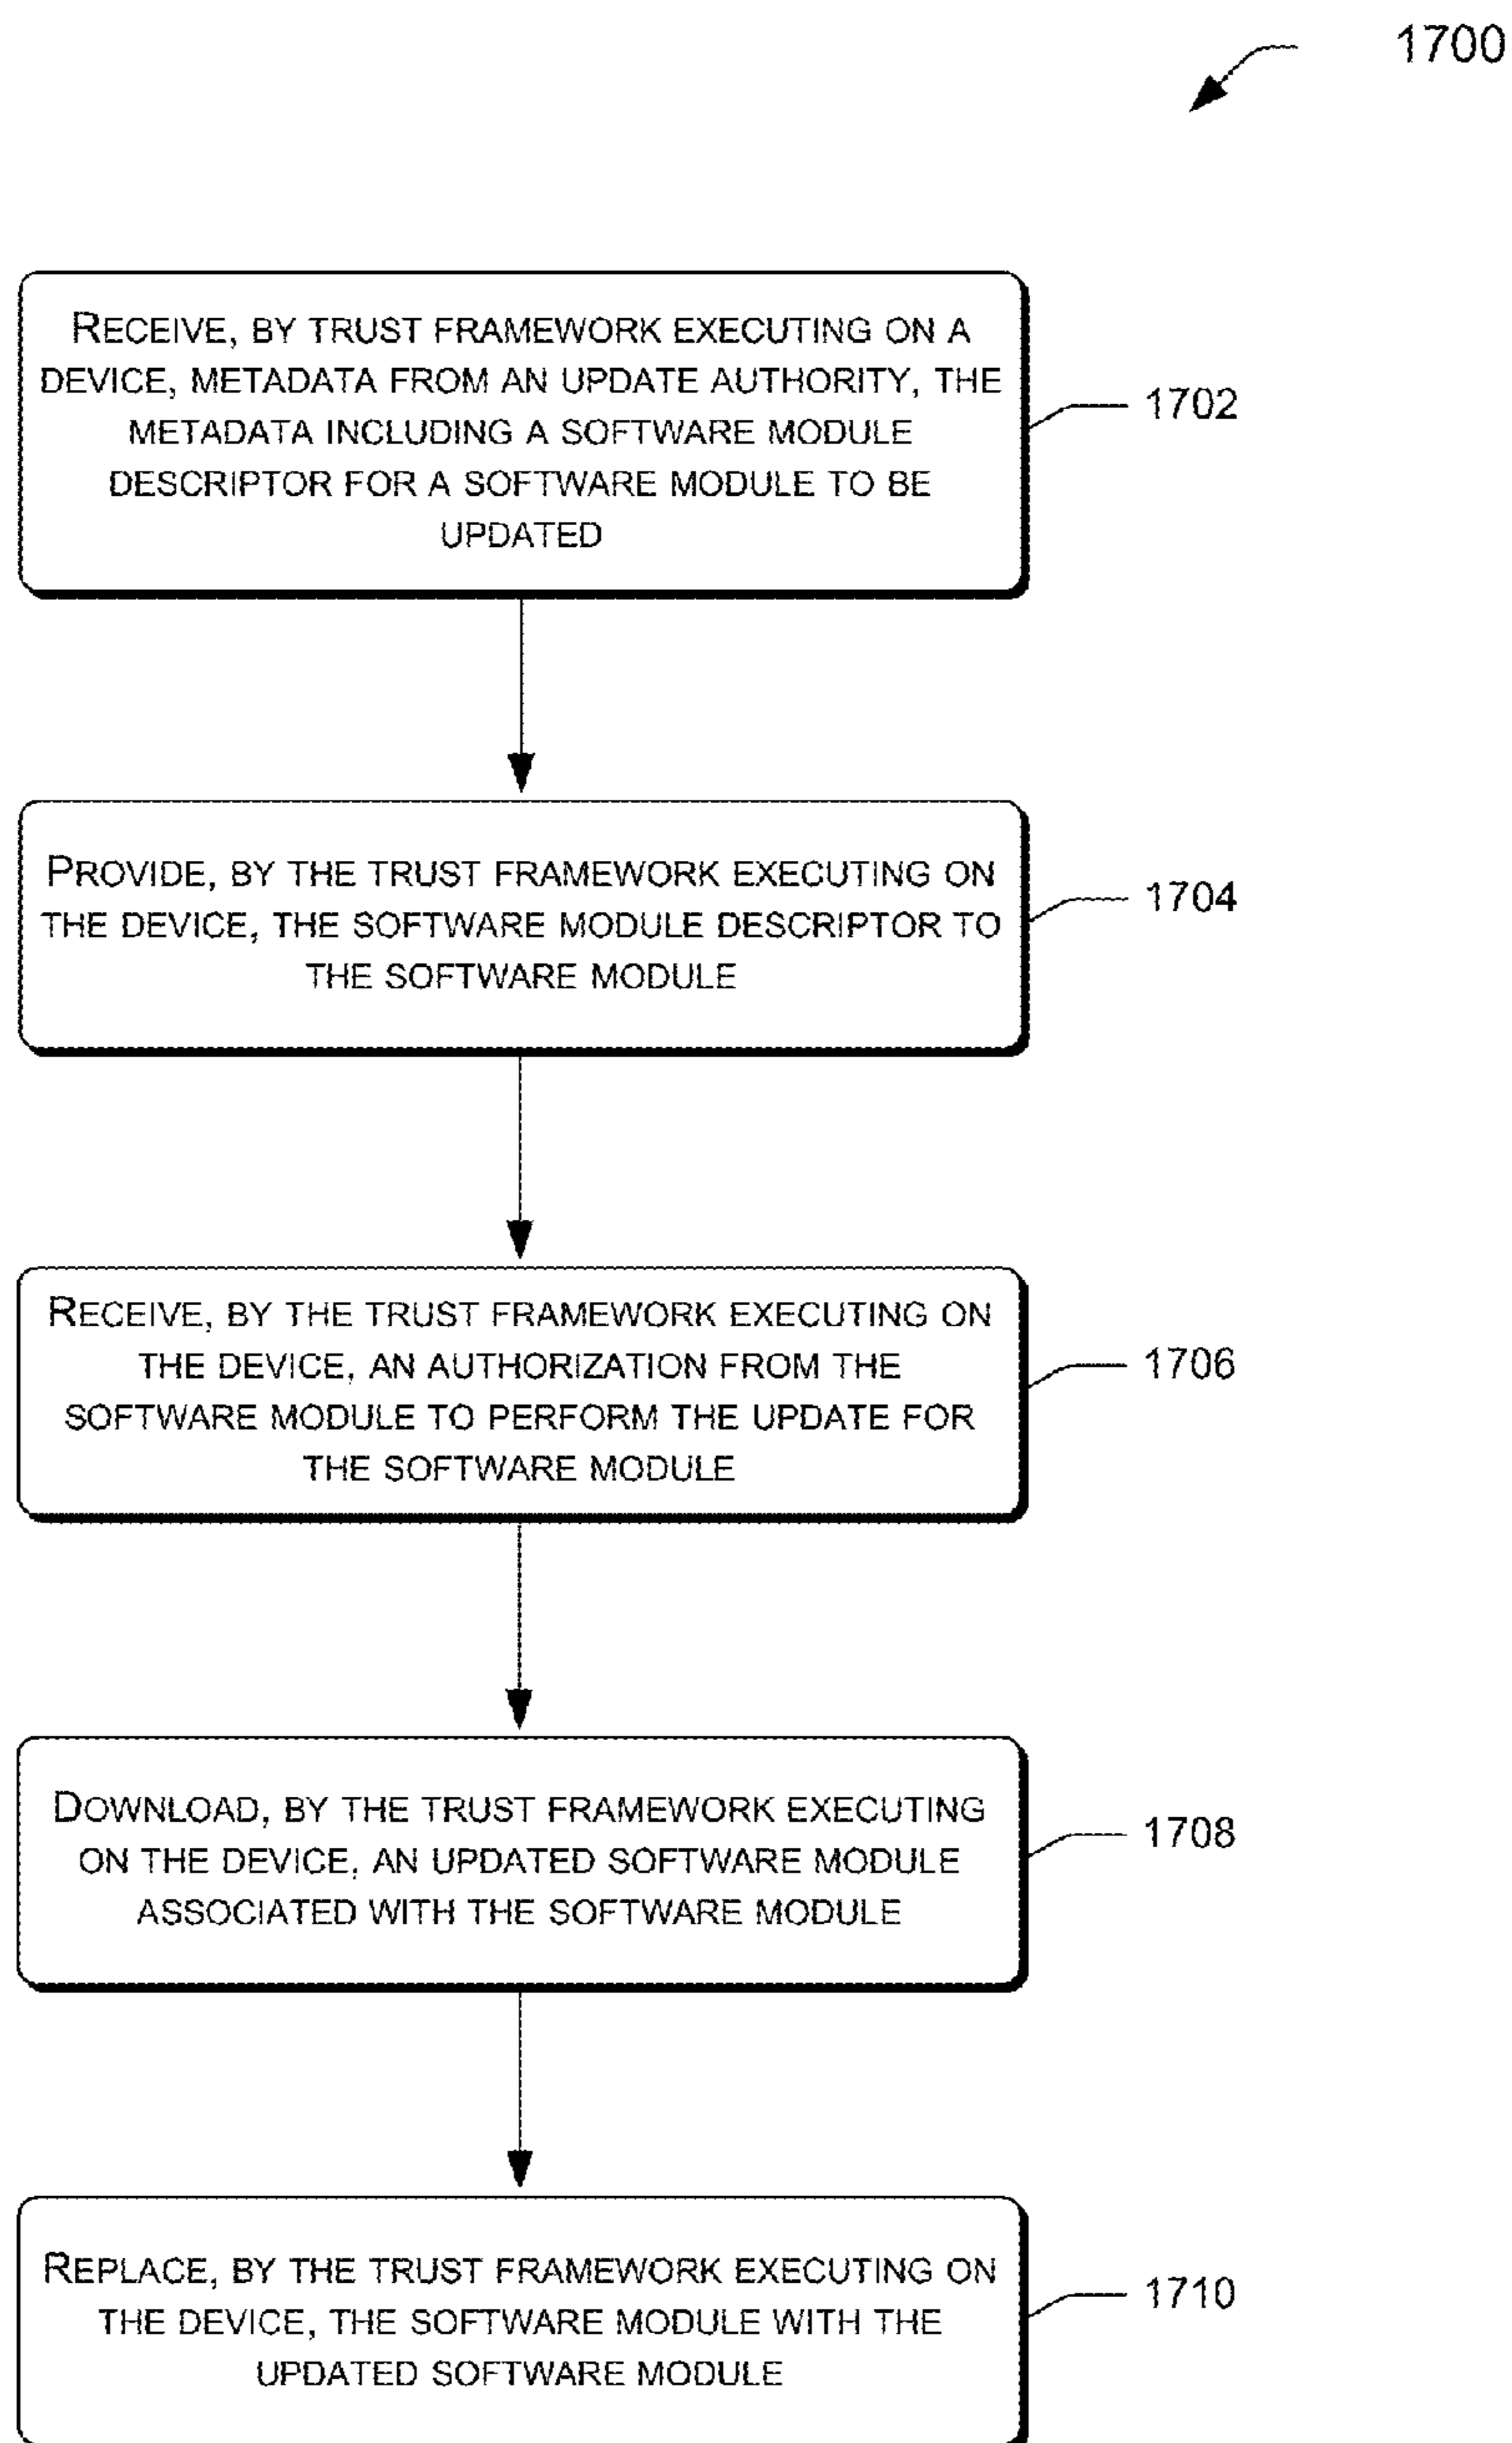 1700
RECEIVE, BY TRUST FRAMEWORK EXECUTING ON A
DEVICE, METADATA FROM AN UPDATE AUTHORITY, THE
METADATA INCLUDING A SOFTWARE MODULE
DESCRIPTOR FOR A SOFTWARE MODULE TO BE
UPDATED
1702
PROVIDE, BY THE TRUST FRAMEWORK EXECUTING ON
THE DEVICE, THE SOFTWARE MODULE DESCRIPTOR TO
THE SOFTWARE MODULE
1704
RECEIVE, BY THE TRUST FRAMEWORK EXECUTING ON
THE DEVICE, AN AUTHORIZATION FROM THE
SOFTWARE MODULE TO PERFORM THE UPDATE FOR
THE SOFTWARE MODULE
1706
DOWNLOAD, BY THE TRUST FRAMEWORK EXECUTING
ON THE DEVICE, AN UPDATED SOFTWARE MODULE
ASSOCIATED WITH THE SOFTWARE MODULE
1708
REPLACE, BY THE TRUST FRAMEWORK EXECUTING ON
THE DEVICE, THE SOFTWARE MODULE WITH THE
UPDATED SOFTWARE MODULE
1710